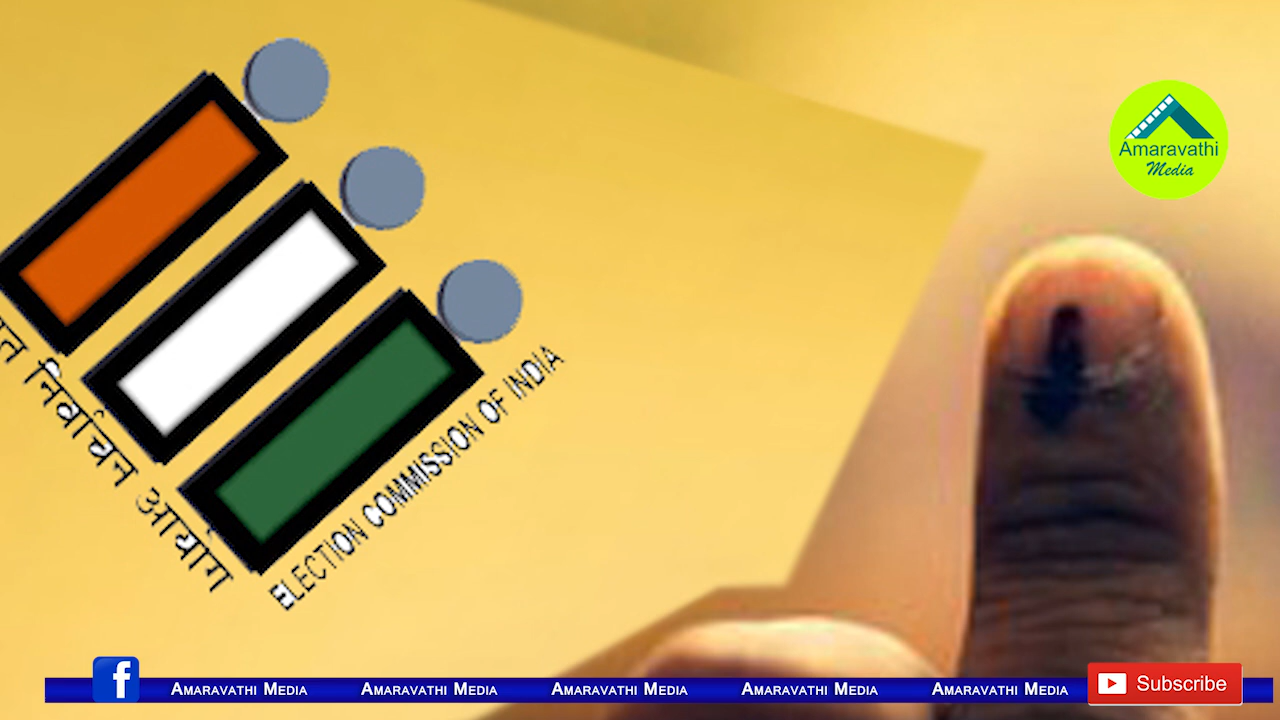 Amaravathi
Media
निर्वाचन आयोग
ELECTION COMMISSION OF INDIA
f
Amaravathi Media Amaravathi Media Amaravathi Media Amaravathi Media Amaravathi Media
Subscribe